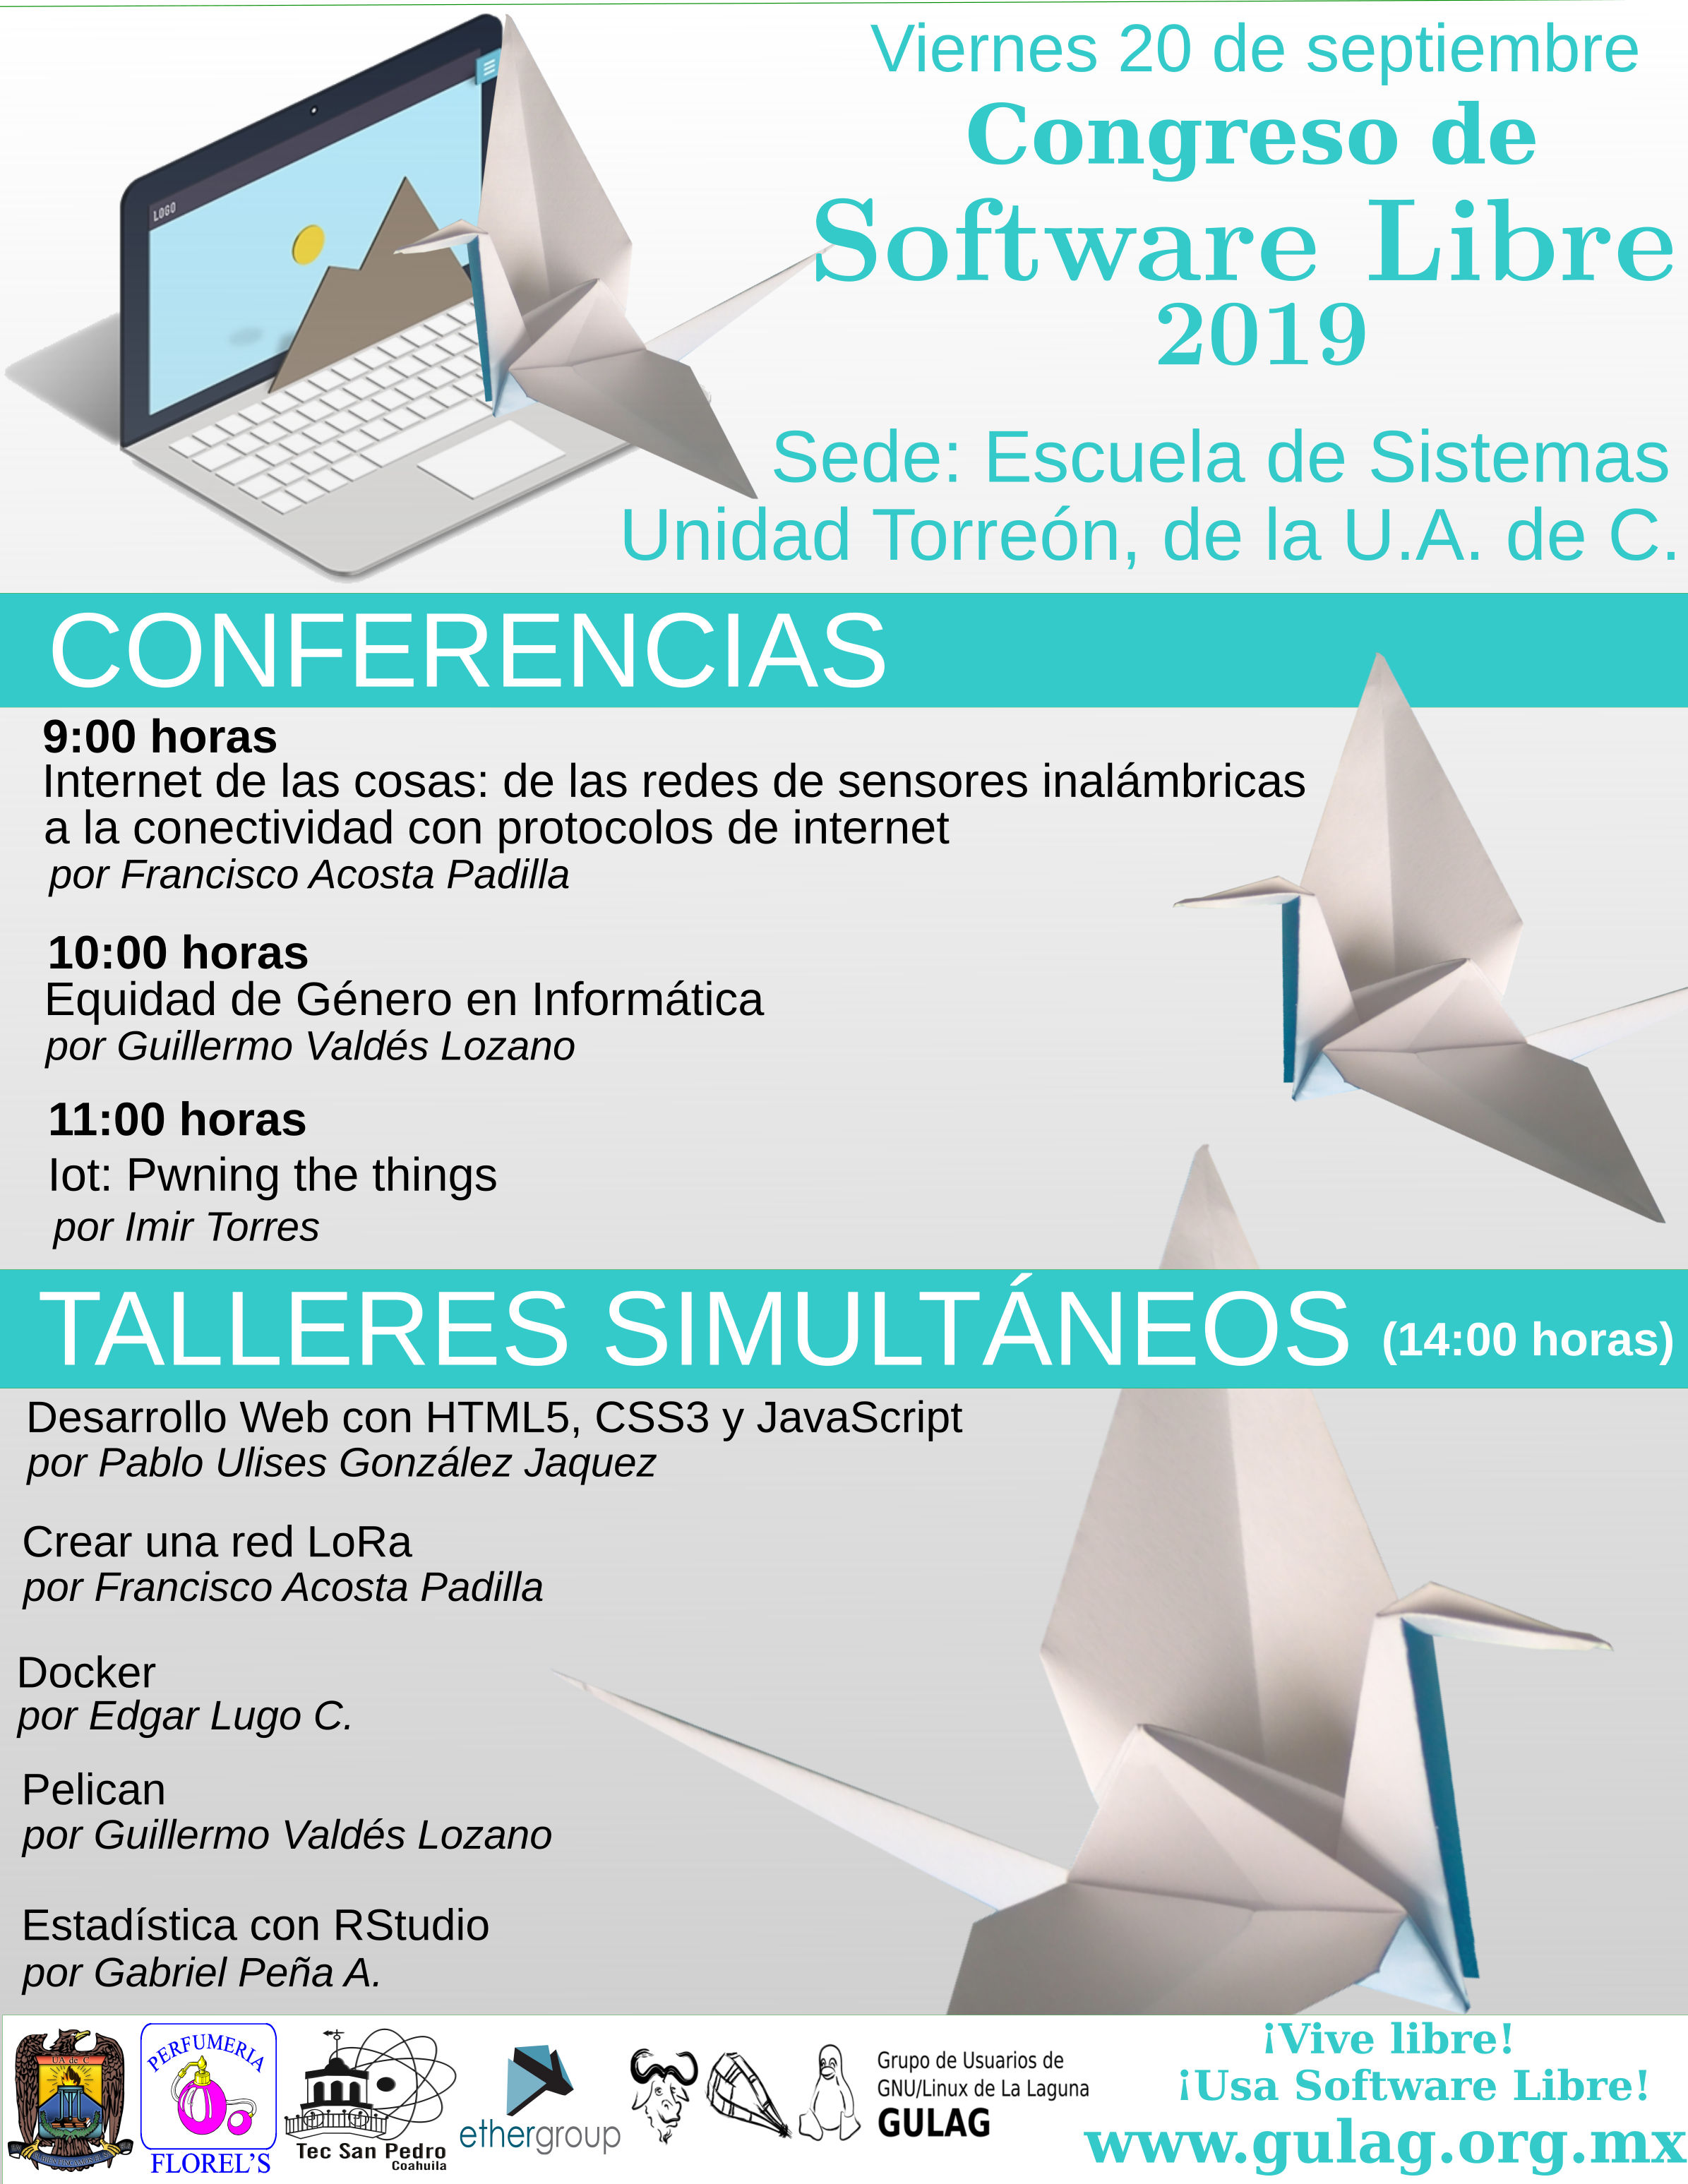 Viernes 20 de septiembre
Congreso de
Software Libre
2019
LOGO
Sede: Escuela de Sistemas
Unidad Torreón, de la U.A. de C.
CONFERENCIAS
9:00 horas
Internet de las cosas: de las redes de sensores inalámbricas
a la conectividad con protocolos de internet
por Francisco Acosta Padilla
10:00 horas
Equidad de Género en Informática
por Guillermo Valdés Lozano
11:00 horas
Iot: Pwning the things
por Imir Torres
TALLERES SIMULTÁNEOS (14:00 horas)
Desarrollo Web con HTML5, CSS3 y JavaScript
por Pablo Ulises González Jaquez
Crear una red LoRa
por Francisco Acosta Padilla
Docker
por Edgar Lugo C.
Pelican
por Guillermo Valdés Lozano
Estadística con RStudio
por Gabriel Peña A.
UA de C
PERFUMERIA
FLOREL'S
Tec San Pedro
Coahuila
ethergroup
Grupo de Usuarios de
GNU/Linux de La Laguna
GULAG
¡Vive libre!
¡Usa Software Libre!
www.gulag.org.mx